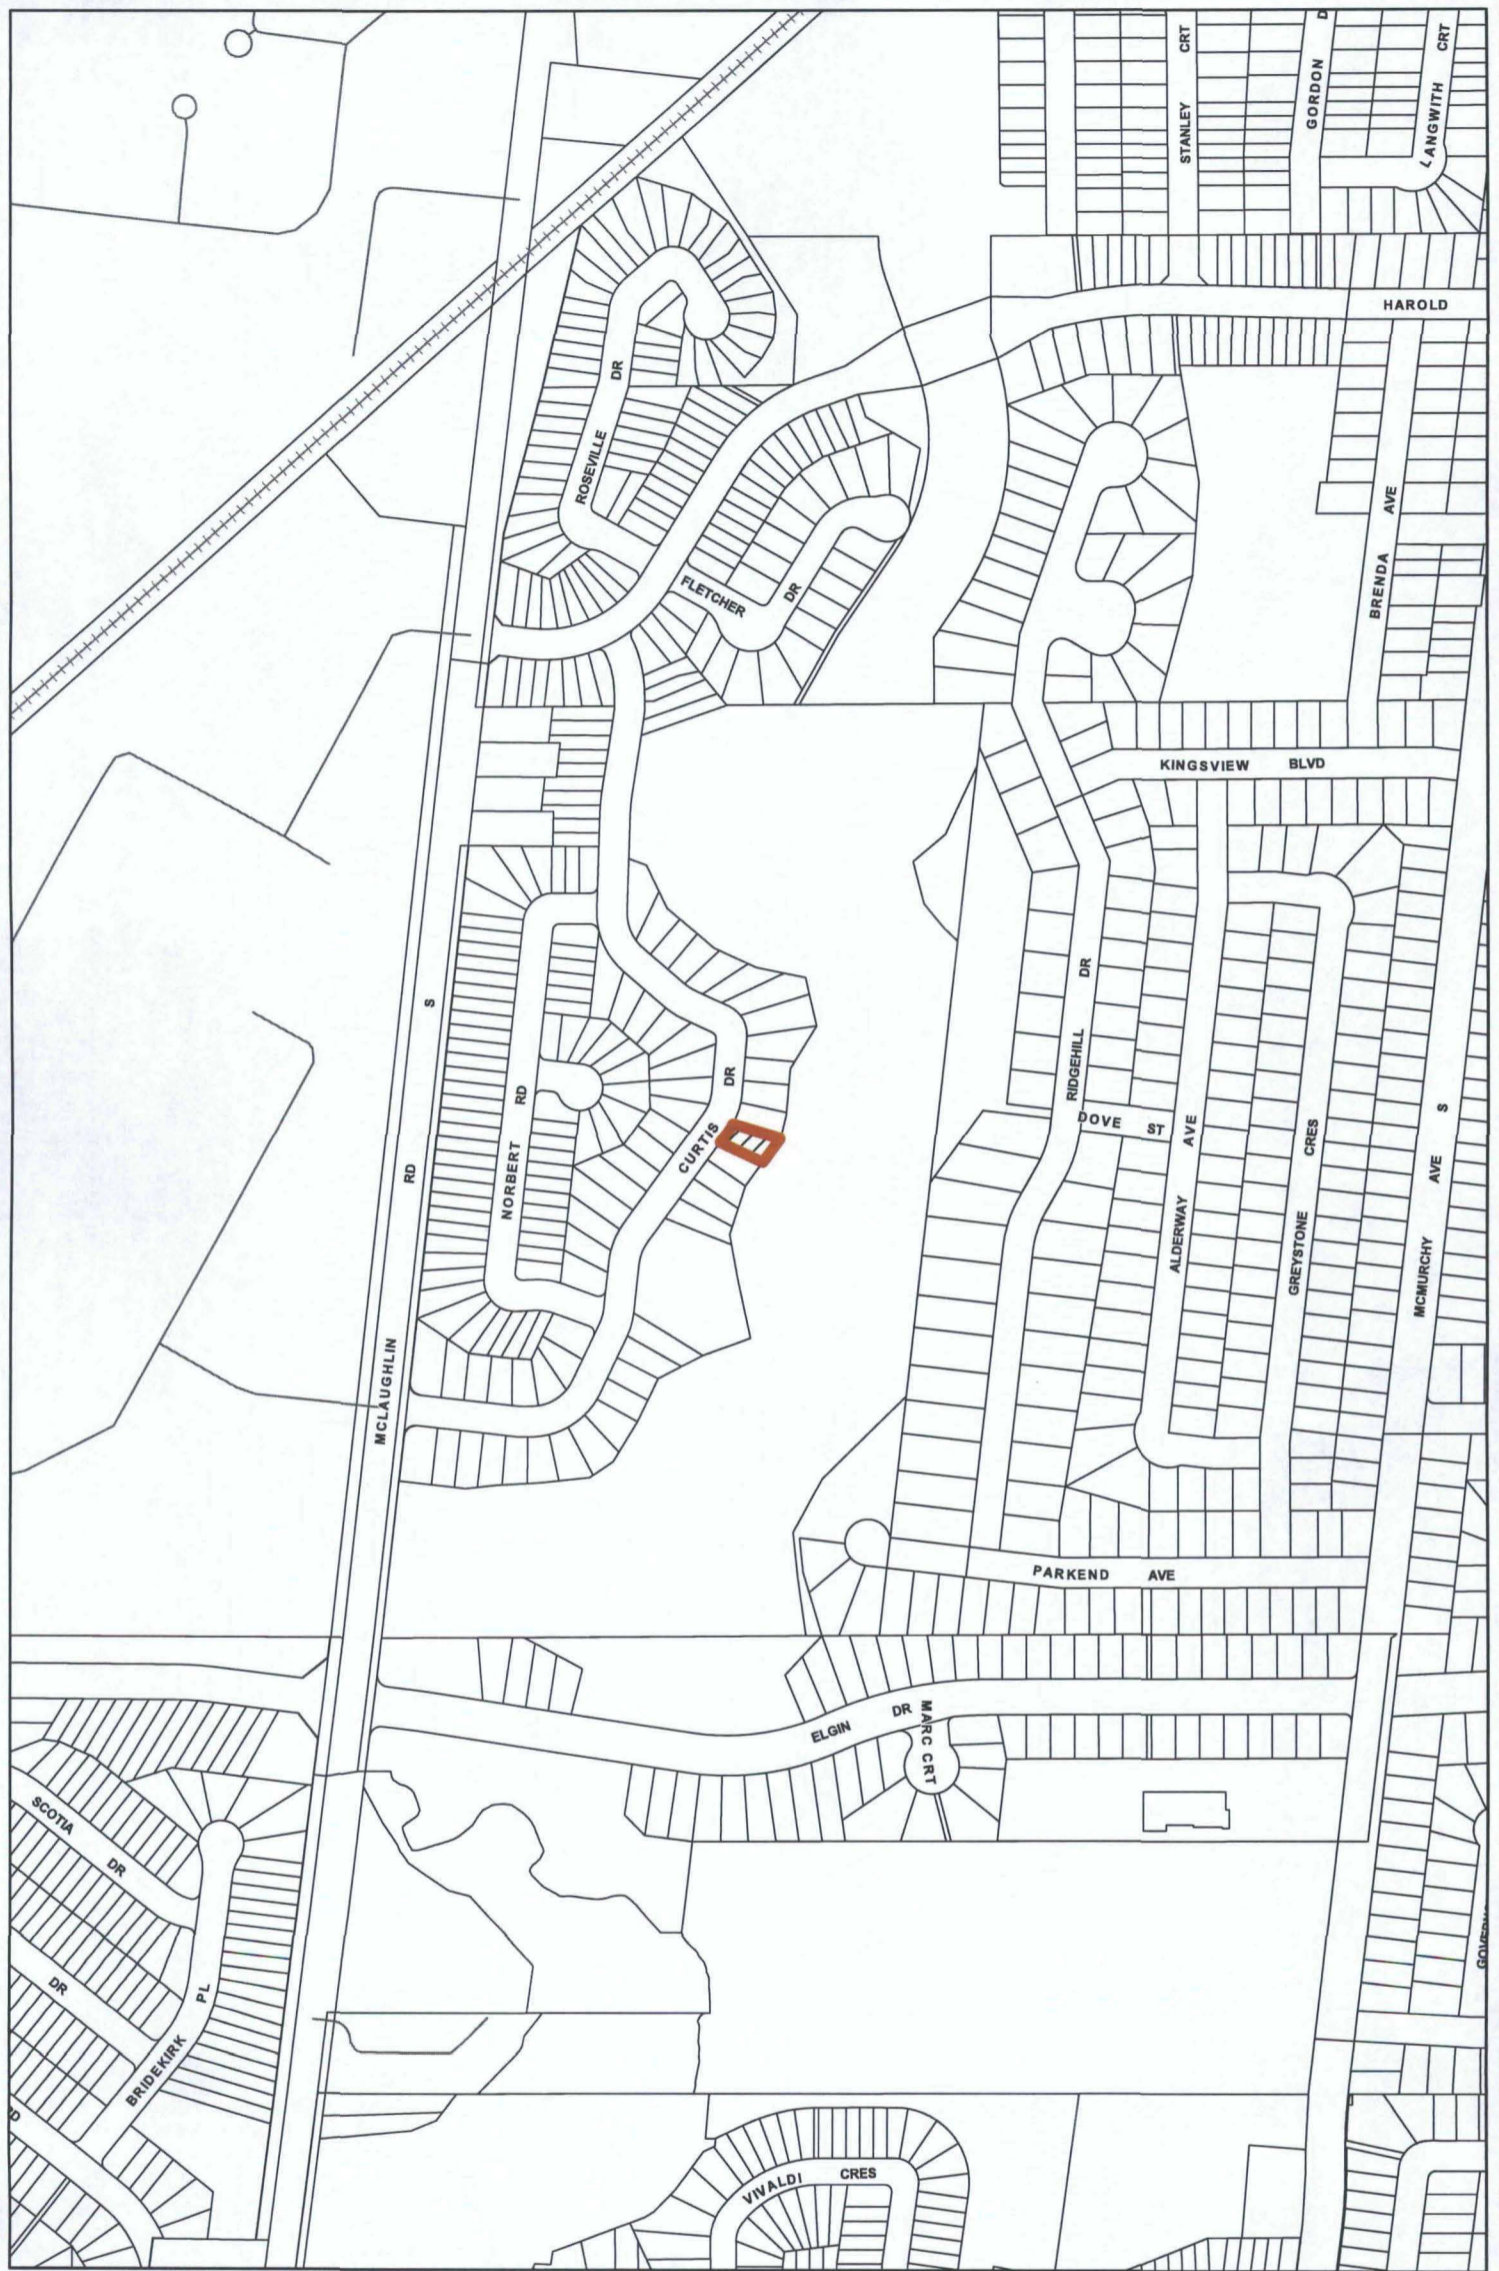 STANLEY CRT
GORDON D
LANGWITH CRT
HAROLD
ROSEVILLE DR
FLETCHER DR
BRENDA AVE
KINGSVIEW BLVD
MCLAUGHLIN RD S
NORBERT RD
CURTIS DR
RIDGEHILL DR
DOVE ST
ALDERWAY AVE
GREYSTONE CRES
MCMURCHY AVE S
PARKEND AVE
ELGIN DR
MARC CRT
SCOTIA DR
DR
BRIDEKIRK PL
VIVALDI CRES